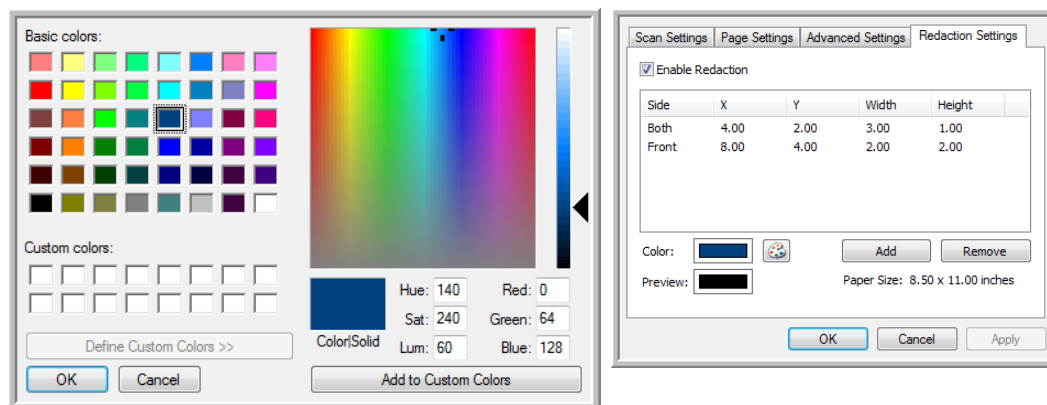 Basic colors:
Custom colors:
Define Custom Colors >>
OK Cancel
Color|Solid
Hue: 140 Red: 0
Sat: 240 Green: 64
Lum: 60 Blue: 128
Add to Custom Colors
Scan Settings Page Settings Advanced Settings Redaction Settings
Enable Redaction
Side X Y Width Height
Both 4.00 2.00 3.00 1.00
Front 8.00 4.00 2.00 2.00
Color: Add Remove
Preview: Paper Size: 8.50 x 11.00 inches
OK Cancel Apply